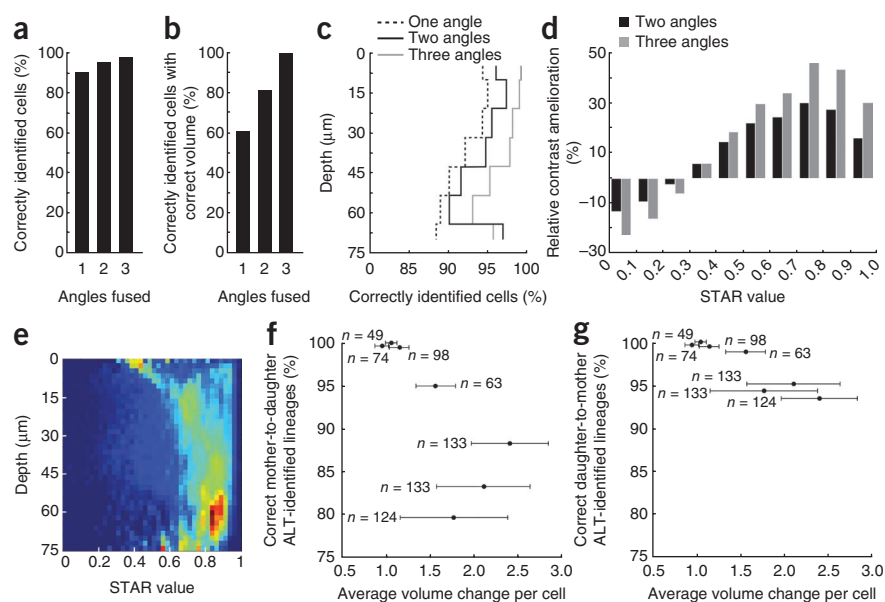 a
Correctly identified cells (%)
100
80
60
40
20
0
1 2 3
Angles fused
b
Correctly identified cells with
correct volume (%)
100
80
60
40
20
0
1 2 3
Angles fused
c
One angle
Two angles
Three angles
Depth (μm)
0
15
30
45
60
75
0 85 90 95 100
Correctly identified cells (%)
d
Two angles
Three angles
Relative contrast amelioration
(%)
50
30
10
−10
−30
0 0.1 0.2 0.3 0.4 0.5 0.6 0.7 0.8 0.9 1.0
STAR value
e
Depth (μm)
0
15
30
45
60
75
0 0.2 0.4 0.6 0.8 1
STAR value
f
Correct mother-to-daughter
ALT-identified lineages (%)
100
95
90
85
80
75
n = 49
n = 74
n = 98
n = 63
n = 133
n = 133
n = 124
0.5 1.0 1.5 2.0 2.5 3.0
Average volume change per cell
g
Correct daughter-to-mother
ALT-identified lineages (%)
100
95
90
85
80
75
n = 49
n = 98
n = 74
n = 63
n = 133
n = 133
n = 124
0.5 1.0 1.5 2.0 2.5 3.0
Average volume change per cell